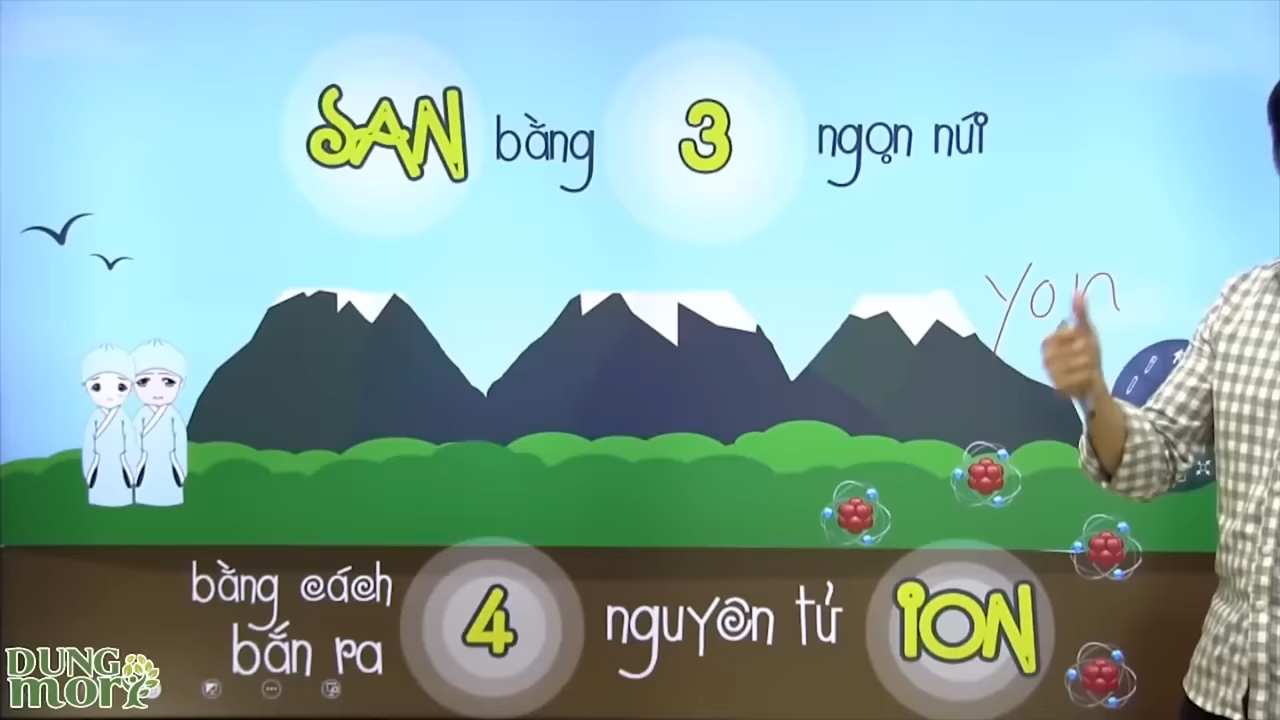 SAN bằng 3 ngọn núi
yon
bằng cách
bắn ra 4 nguyên tử iON
DUNG
mori